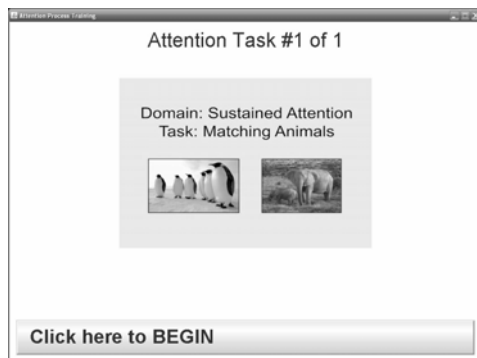 Attention Process Training
Attention Task #1 of 1
Domain: Sustained Attention
Task: Matching Animals
Click here to BEGIN